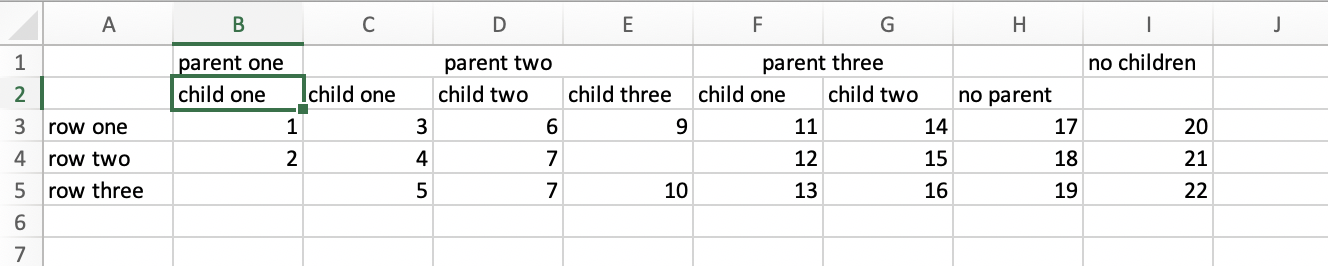 A B C D E F G H I J
1 parent one parent two parent three no children
2 child one child one child two child three child one child two no parent
3 row one 1 3 6 9 11 14 17 20
4 row two 2 4 7 12 15 18 21
5 row three 5 7 10 13 16 19 22
6
7